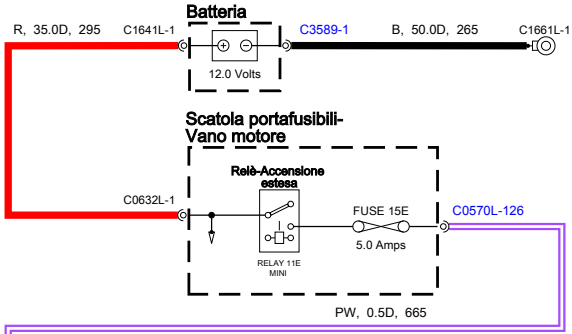 Batteria
R, 35.0D, 295
C1641L-1
C3589-1
B, 50.0D, 265
C1661L-1
12.0 Volts
Scatola portafusibili-
Vano motore
Relè-Accensione
estesa
C0632L-1
FUSE 15E
C0570L-126
5.0 Amps
RELAY 11E
MINI
PW, 0.5D, 665